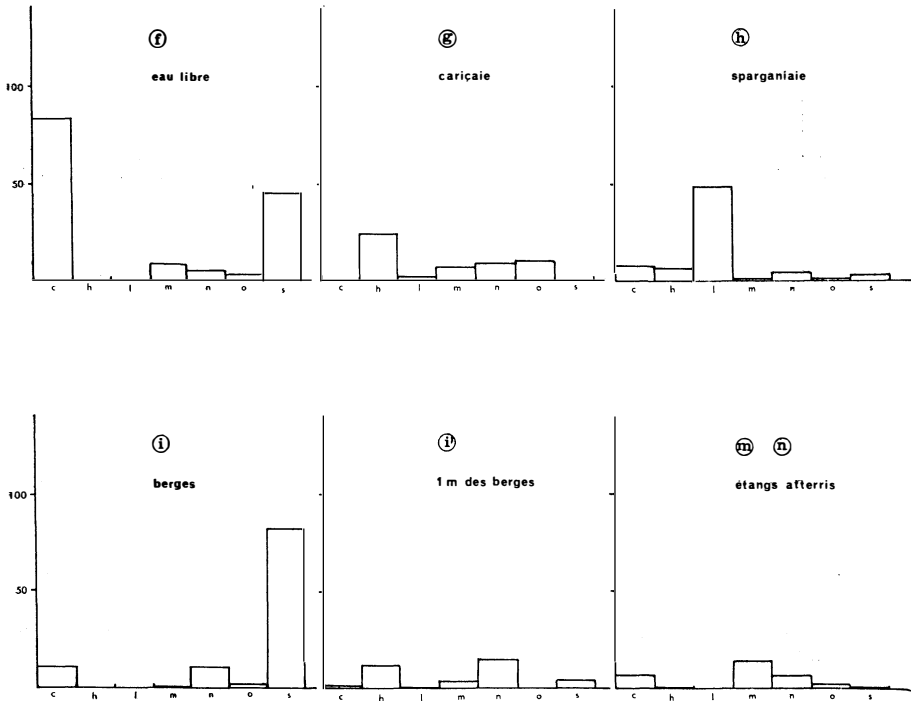 f g h
eau libre cariçaie sparganiaie
100
50
c h l m n o s c h l m n o s c h l m n o s
i i' m n
berges 1 m des berges étangs afterris
100
50
c h l m n o s c h l m n o s c h l m n o s